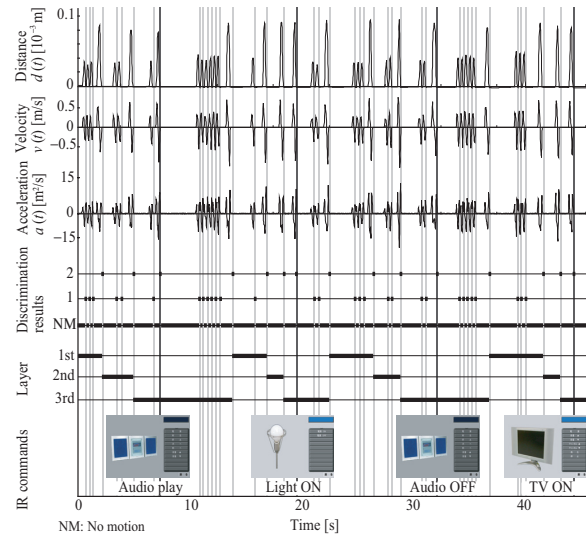 Distance
d (t) [10⁻³ m]
0.1
0
Velocity
v (t) [m/s]
0.5
0
−0.5
Acceleration
a (t) [m²/s]
15
0
−15
Discrimination
results
2
1
NM
Layer
1st
2nd
3rd
IR commands
Audio play
Light ON
Audio OFF
TV ON
0 10 20 30 40
NM: No motion
Time [s]